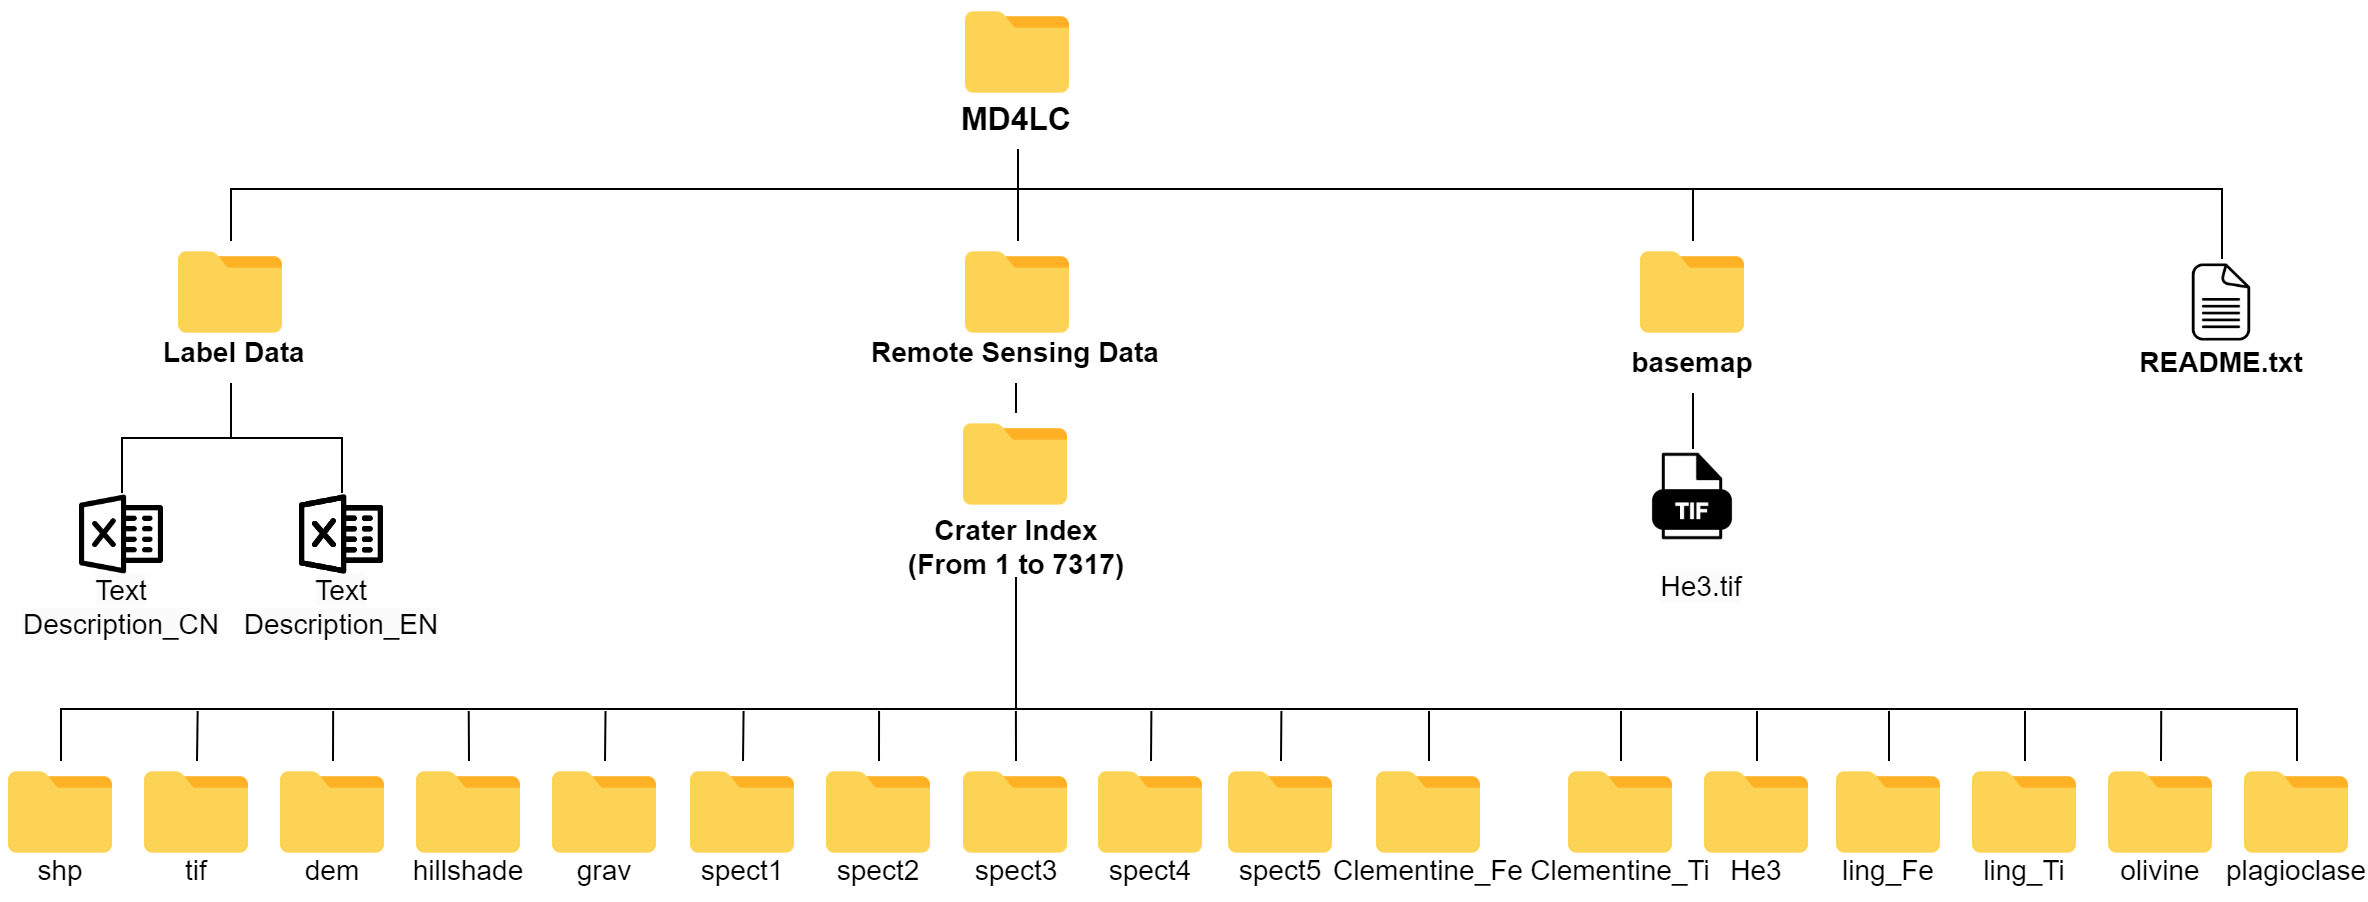 MD4LC
Label Data
Remote Sensing Data
basemap
README.txt
Text
Description_CN
Text
Description_EN
Crater Index
(From 1 to 7317)
TIF
He3.tif
shp
tif
dem
hillshade
grav
spect1
spect2
spect3
spect4
spect5
Clementine_Fe
Clementine_Ti
He3
ling_Fe
ling_Ti
olivine
plagioclase